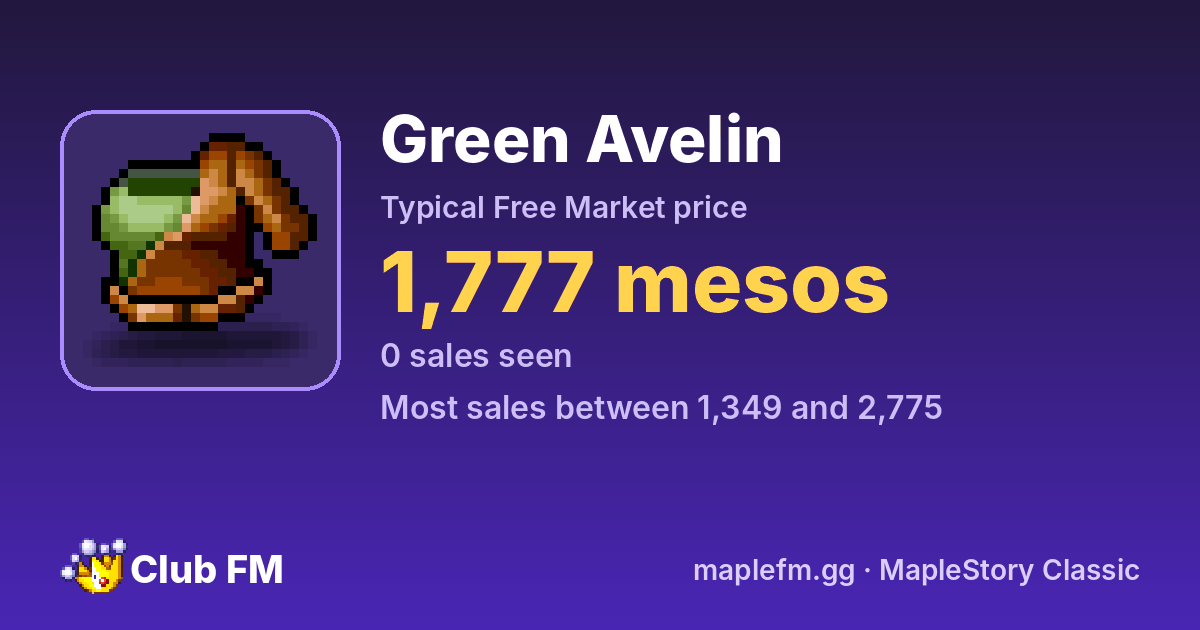 Green Avelin
Typical Free Market price
1,777 mesos
0 sales seen
Most sales between 1,349 and 2,775
Club FM
maplefm.gg · MapleStory Classic